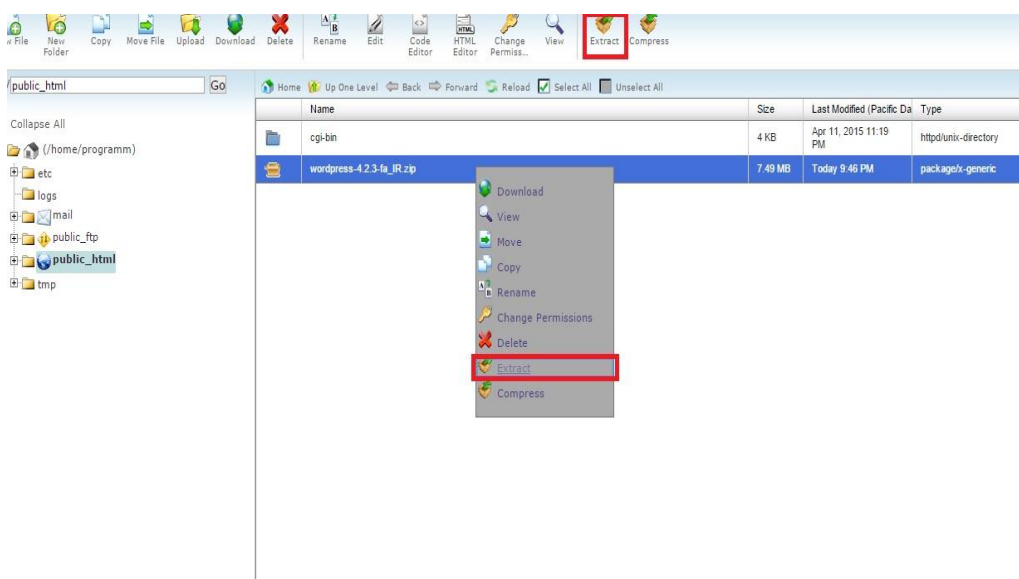 w File New Folder Copy Move File Upload Download Delete Rename Edit Code Editor HTML Editor Change Permiss... View Extract Compress
/public_html Go Home Up One Level Back Forward Reload Select All Unselect All
Name Size Last Modified (Pacific Da Type
Collapse All
cgi-bin 4 KB Apr 11, 2015 11:19 PM httpd/unix-directory
(/home/programm)
wordpress-4.2.3-fa_IR.zip 7.49 MB Today 9:46 PM package/x-generic
etc
logs
mail
public_ftp
public_html
tmp
Download
View
Move
Copy
Rename
Change Permissions
Delete
Extract
Compress